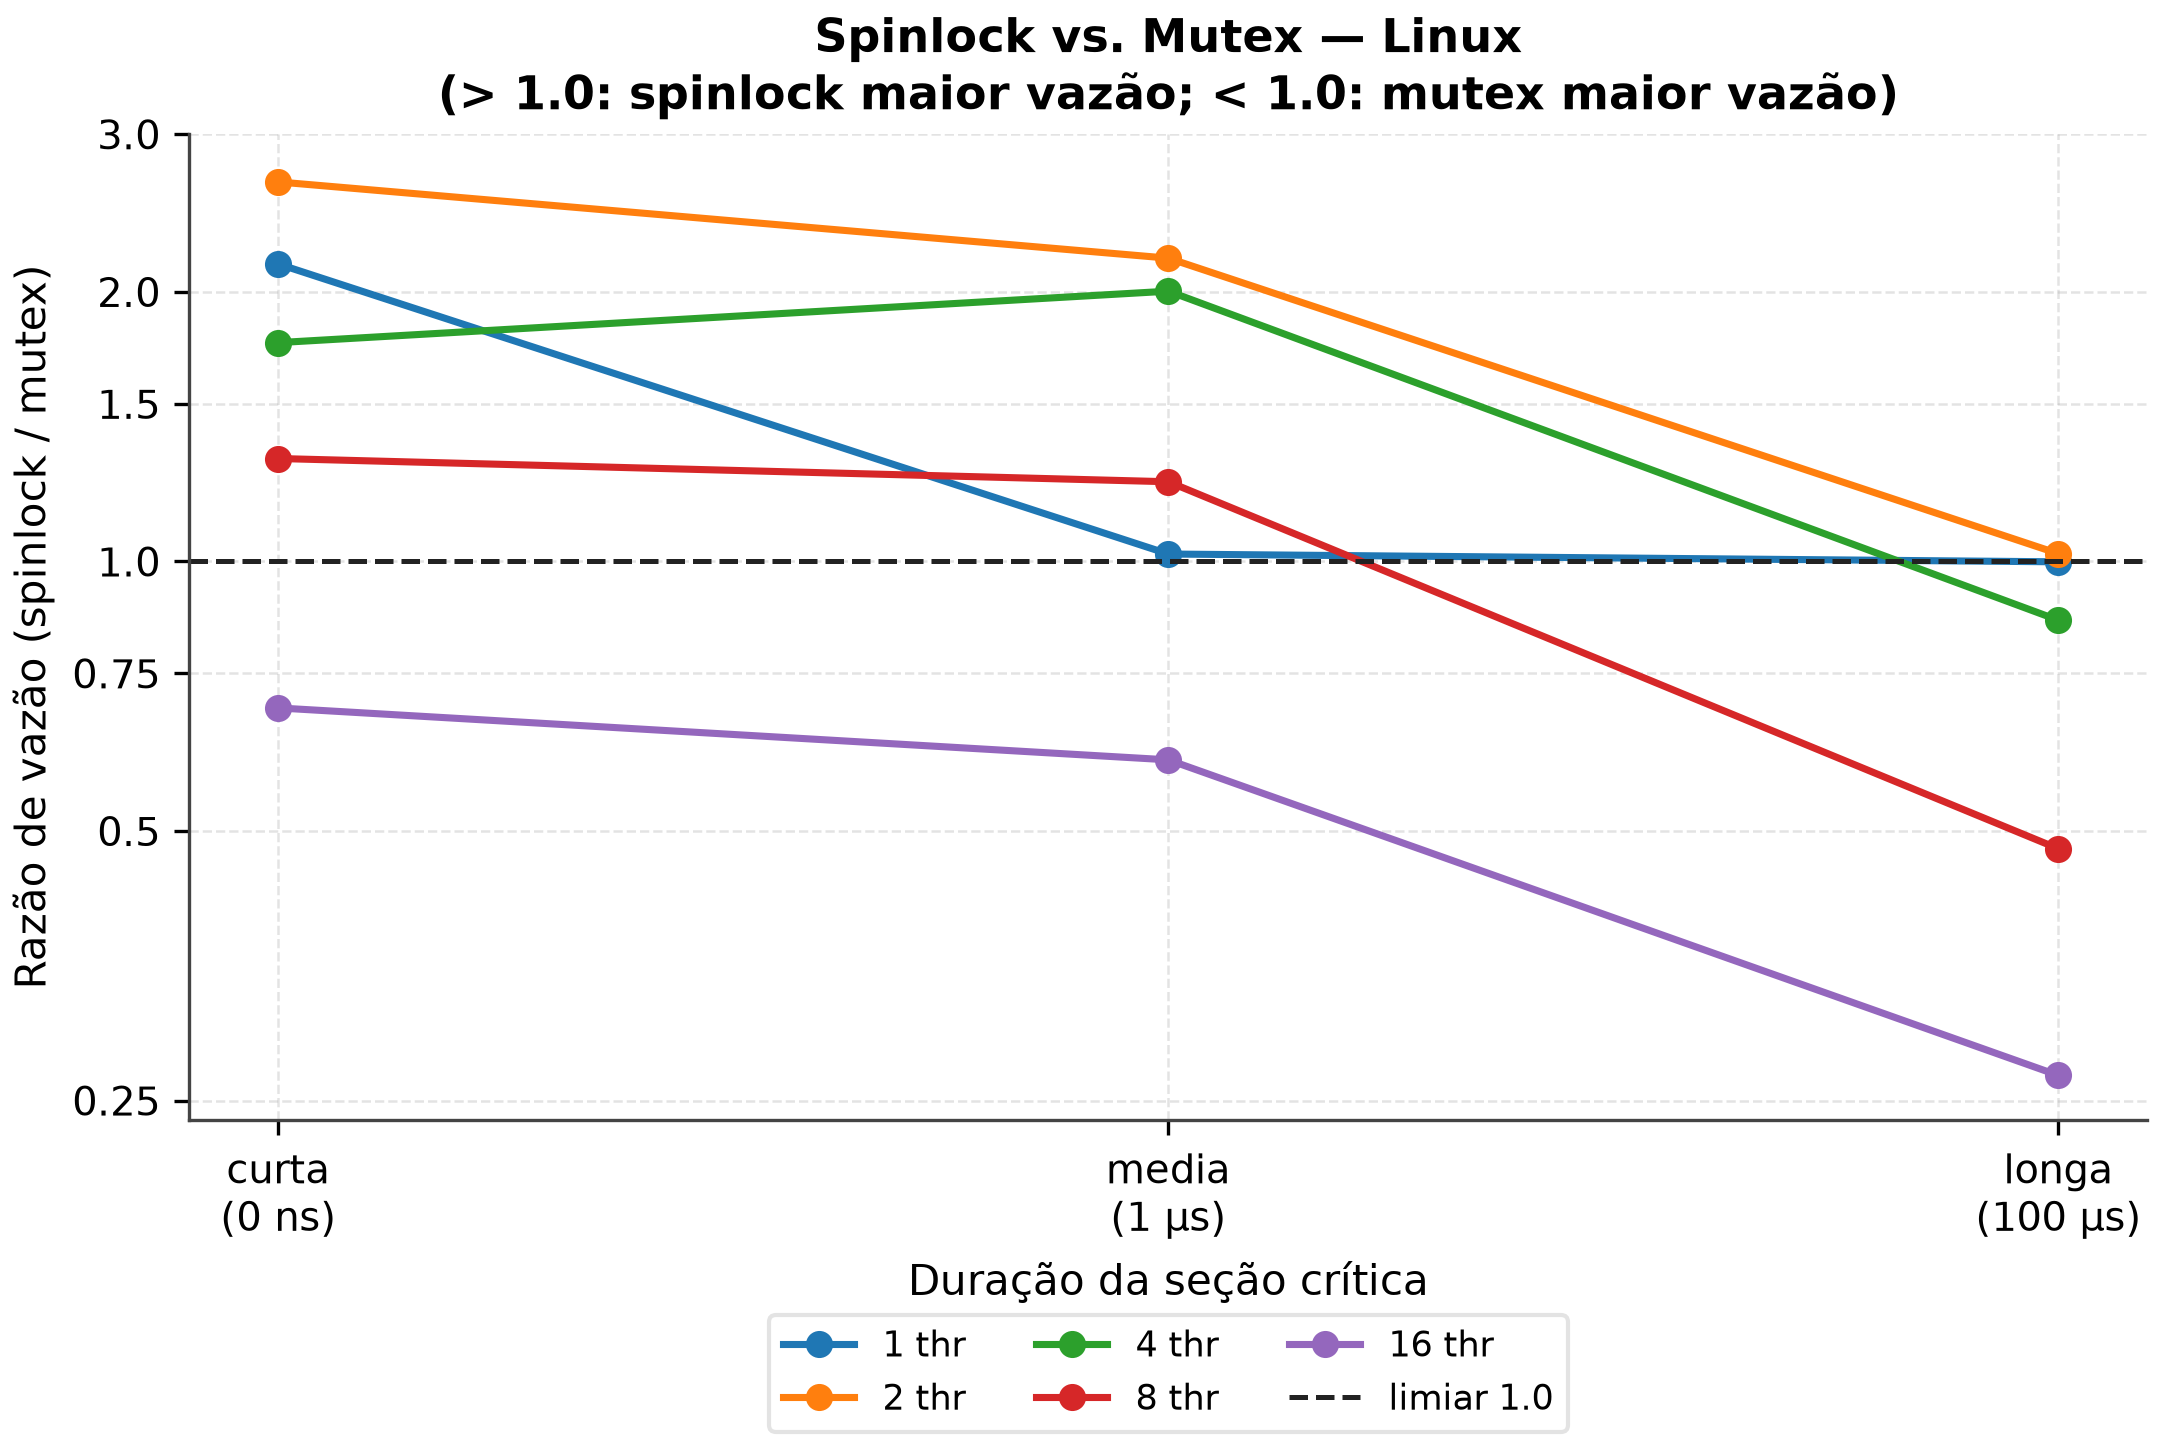 Spinlock vs. Mutex — Linux
(> 1.0: spinlock maior vazão; < 1.0: mutex maior vazão)
Razão de vazão (spinlock / mutex)
3.0
2.0
1.5
1.0
0.75
0.5
0.25
curta
(0 ns)
media
(1 µs)
longa
(100 µs)
Duração da seção crítica
1 thr
2 thr
4 thr
8 thr
16 thr
limiar 1.0